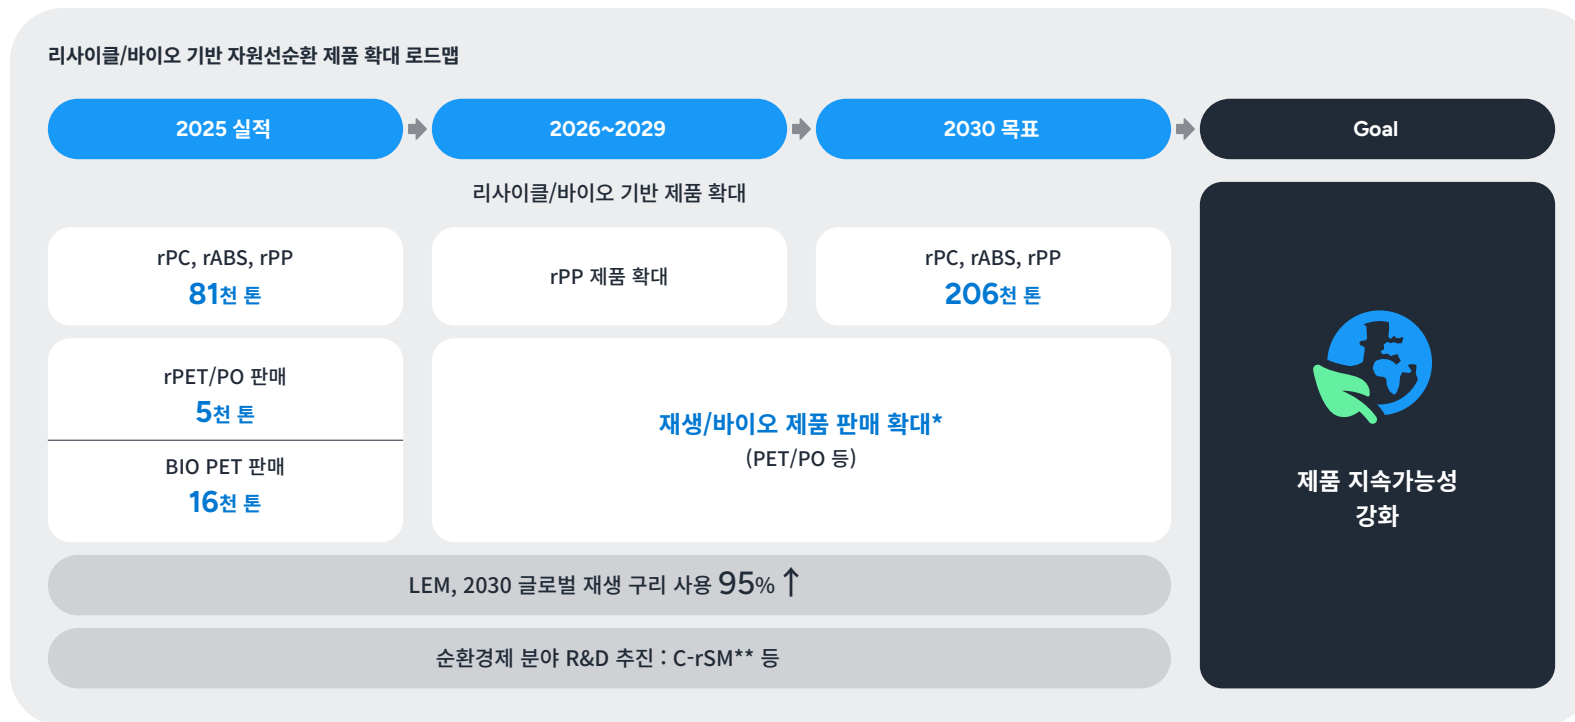 리사이클/바이오 기반 자원선순환 제품 확대 로드맵
2025 실적
2026~2029
2030 목표
Goal
리사이클/바이오 기반 제품 확대
rPC, rABS, rPP
81천 톤
rPP 제품 확대
rPC, rABS, rPP
206천 톤
rPET/PO 판매
5천 톤
BIO PET 판매
16천 톤
재생/바이오 제품 판매 확대*
(PET/PO 등)
제품 지속가능성
강화
LEM, 2030 글로벌 재생 구리 사용 95% ↑
순환경제 분야 R&D 추진 : C-rSM** 등